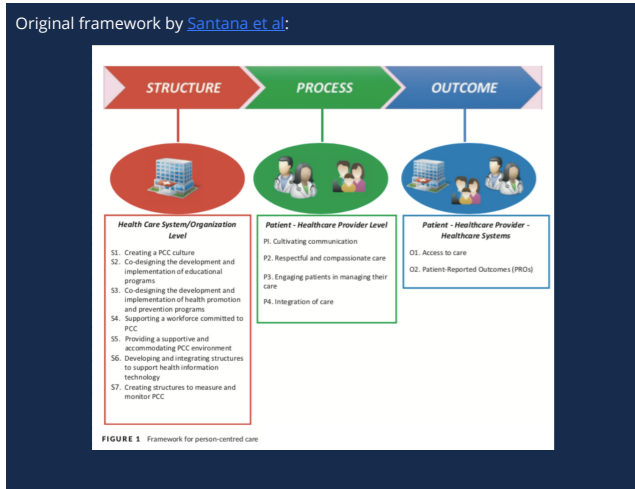 Original framework by Santana et al:
STRUCTURE
PROCESS
OUTCOME
Health Care System/Organization
Level
S1. Creating a PCC culture
S2. Co-designing the development and
implementation of educational
programs
S3. Co-designing the development and
implementation of health promotion
and prevention programs
S4. Supporting a workforce committed to
PCC
S5. Providing a supportive and
accommodating PCC environment
S6. Developing and integrating structures
to support health information
technology
S7. Creating structures to measure and
monitor PCC
Patient - Healthcare Provider Level
PI. Cultivating communication
P2. Respectful and compassionate care
P3. Engaging patients in managing their
care
P4. Integration of care
Patient - Healthcare Provider -
Healthcare Systems
O1. Access to care
O2. Patient-Reported Outcomes (PROs)
FIGURE 1 Framework for person-centred care